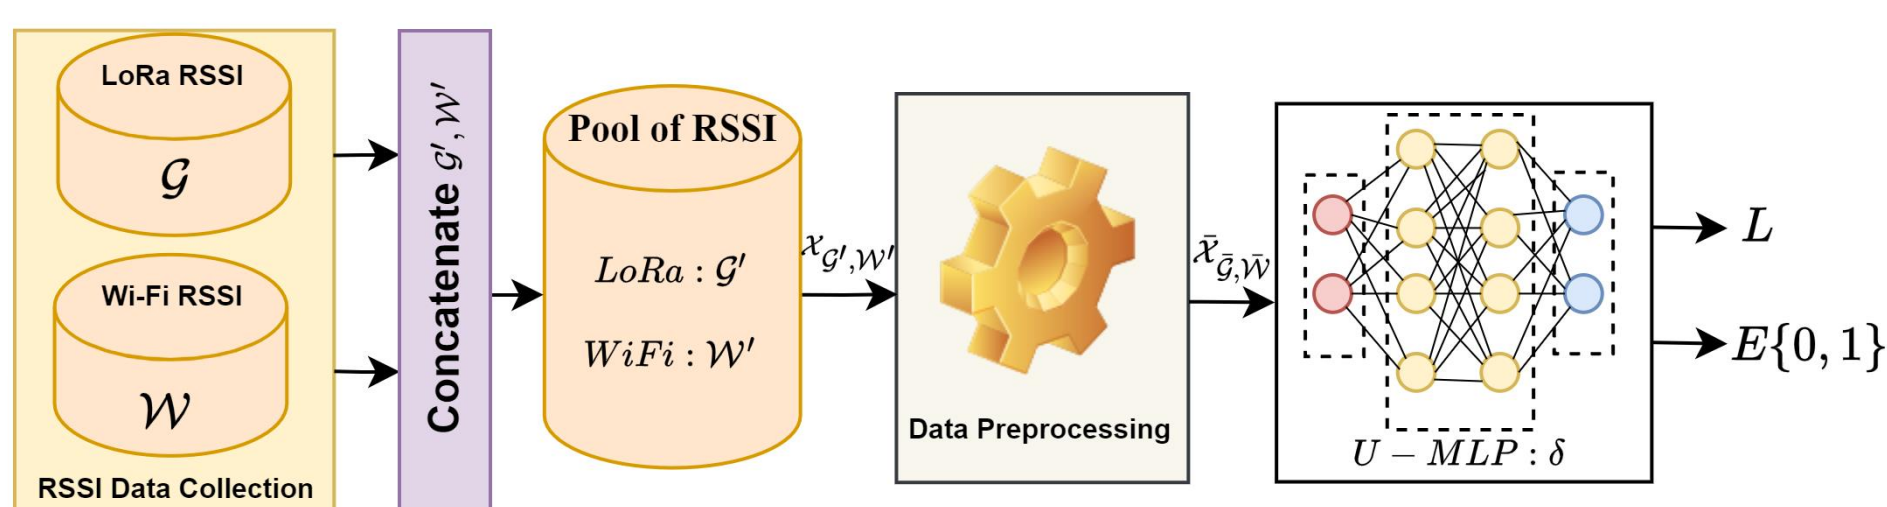 LoRa RSSI
𝒢
Wi-Fi RSSI
𝒲
RSSI Data Collection
Concatenate 𝒢′, 𝒲′
Pool of RSSI
LoRa : 𝒢′
WiFi : 𝒲′
𝒳_{𝒢′,𝒲′}
Data Preprocessing
𝒳̄_{𝒢̄,𝒲̄}
U − MLP : δ
L
E{0, 1}